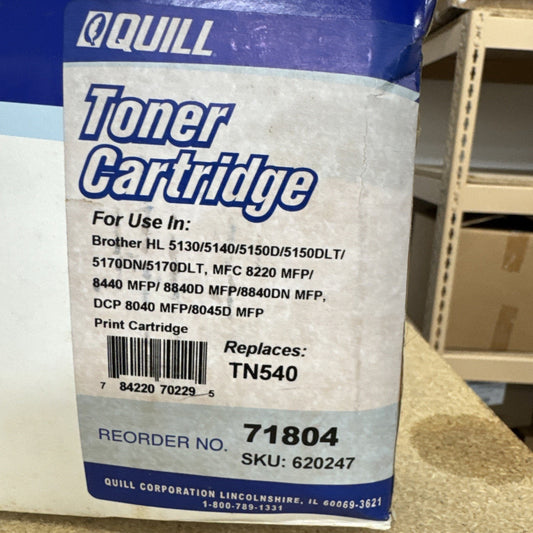 QUILL
Toner
Cartridge
For Use In:
Brother HL 5130/5140/5150D/5150DLT/
5170DN/5170DLT, MFC 8220 MFP/
8440 MFP/ 8840D MFP/8840DN MFP,
DCP 8040 MFP/8045D MFP
Print Cartridge
7 84220 70229 5
Replaces:
TN540
REORDER NO. 71804
SKU: 620247
QUILL CORPORATION LINCOLNSHIRE, IL 60069-3621
1-800-789-1331